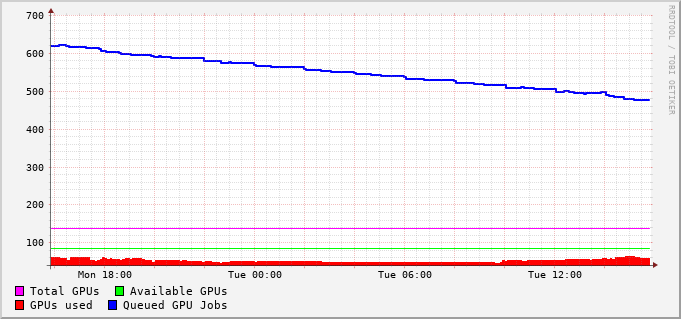 700
600
500
400
300
200
100
Mon 18:00 Tue 00:00 Tue 06:00 Tue 12:00
Total GPUs Available GPUs
GPUs used Queued GPU Jobs
RRDTOOL / TOBI OETIKER